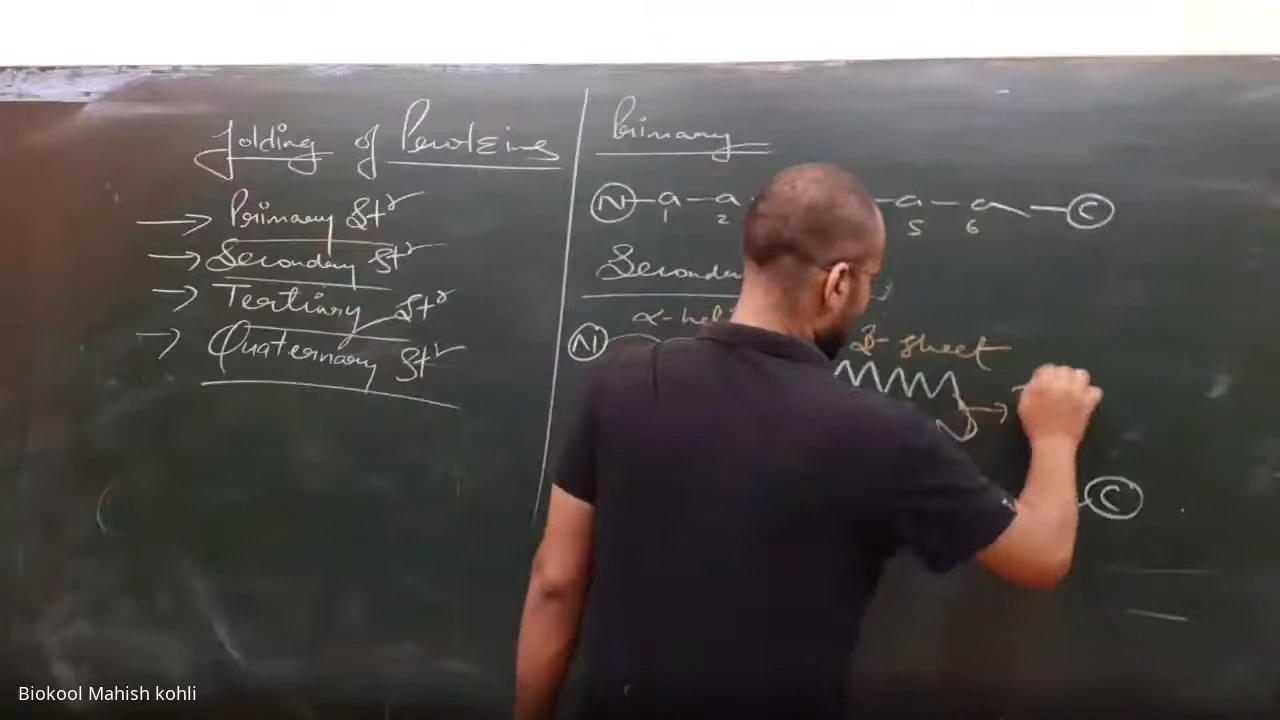 Folding of Proteins
→ Primary Stʳ
→ Secondary Stʳ
→ Tertiary Stʳ
→ Quaternary Stʳ
Primary
N - a - a - a - a - C
1 2 5 6
α-hel
N
β-sheet
C
Biokool Mahish kohli